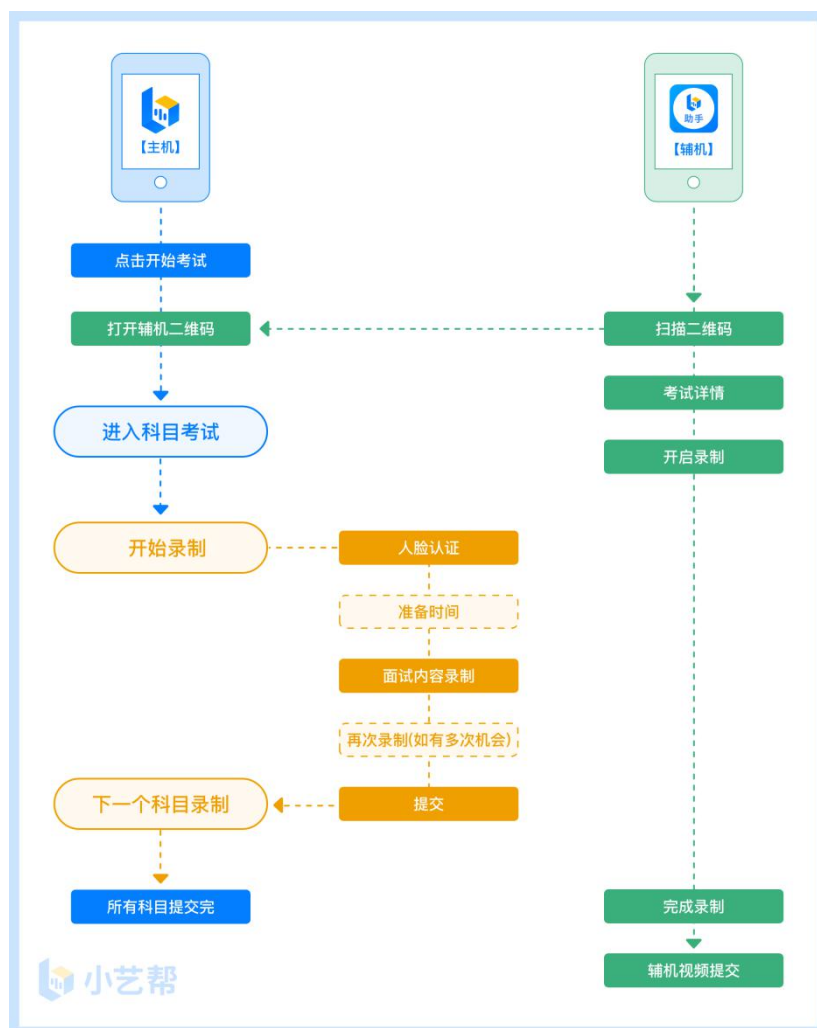 【主机】
助手
【辅机】
点击开始考试
打开辅机二维码
扫描二维码
考试详情
进入科目考试
开启录制
开始录制
人脸认证
准备时间
面试内容录制
再次录制(如有多次机会)
下一个科目录制
提交
所有科目提交完
完成录制
辅机视频提交
小艺帮